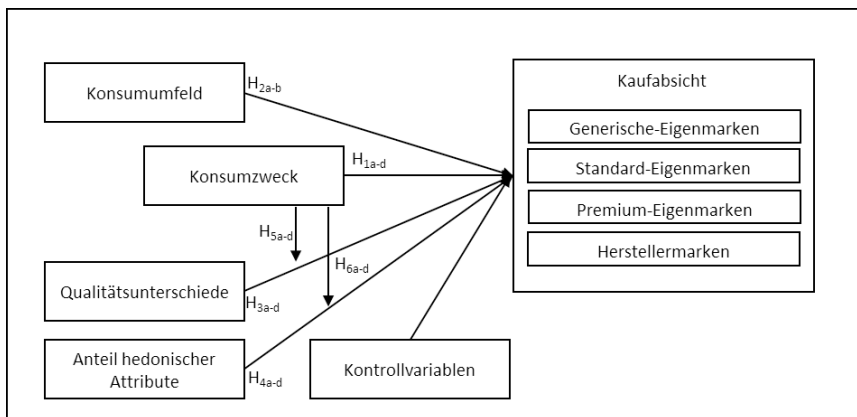 Konsumumfeld
H2a-b
Kaufabsicht
Generische-Eigenmarken
Standard-Eigenmarken
Premium-Eigenmarken
Herstellermarken
Konsumzweck
H1a-d
H5a-d
H6a-d
Qualitätsunterschiede
H3a-d
Anteil hedonischer
Attribute
H4a-d
Kontrollvariablen